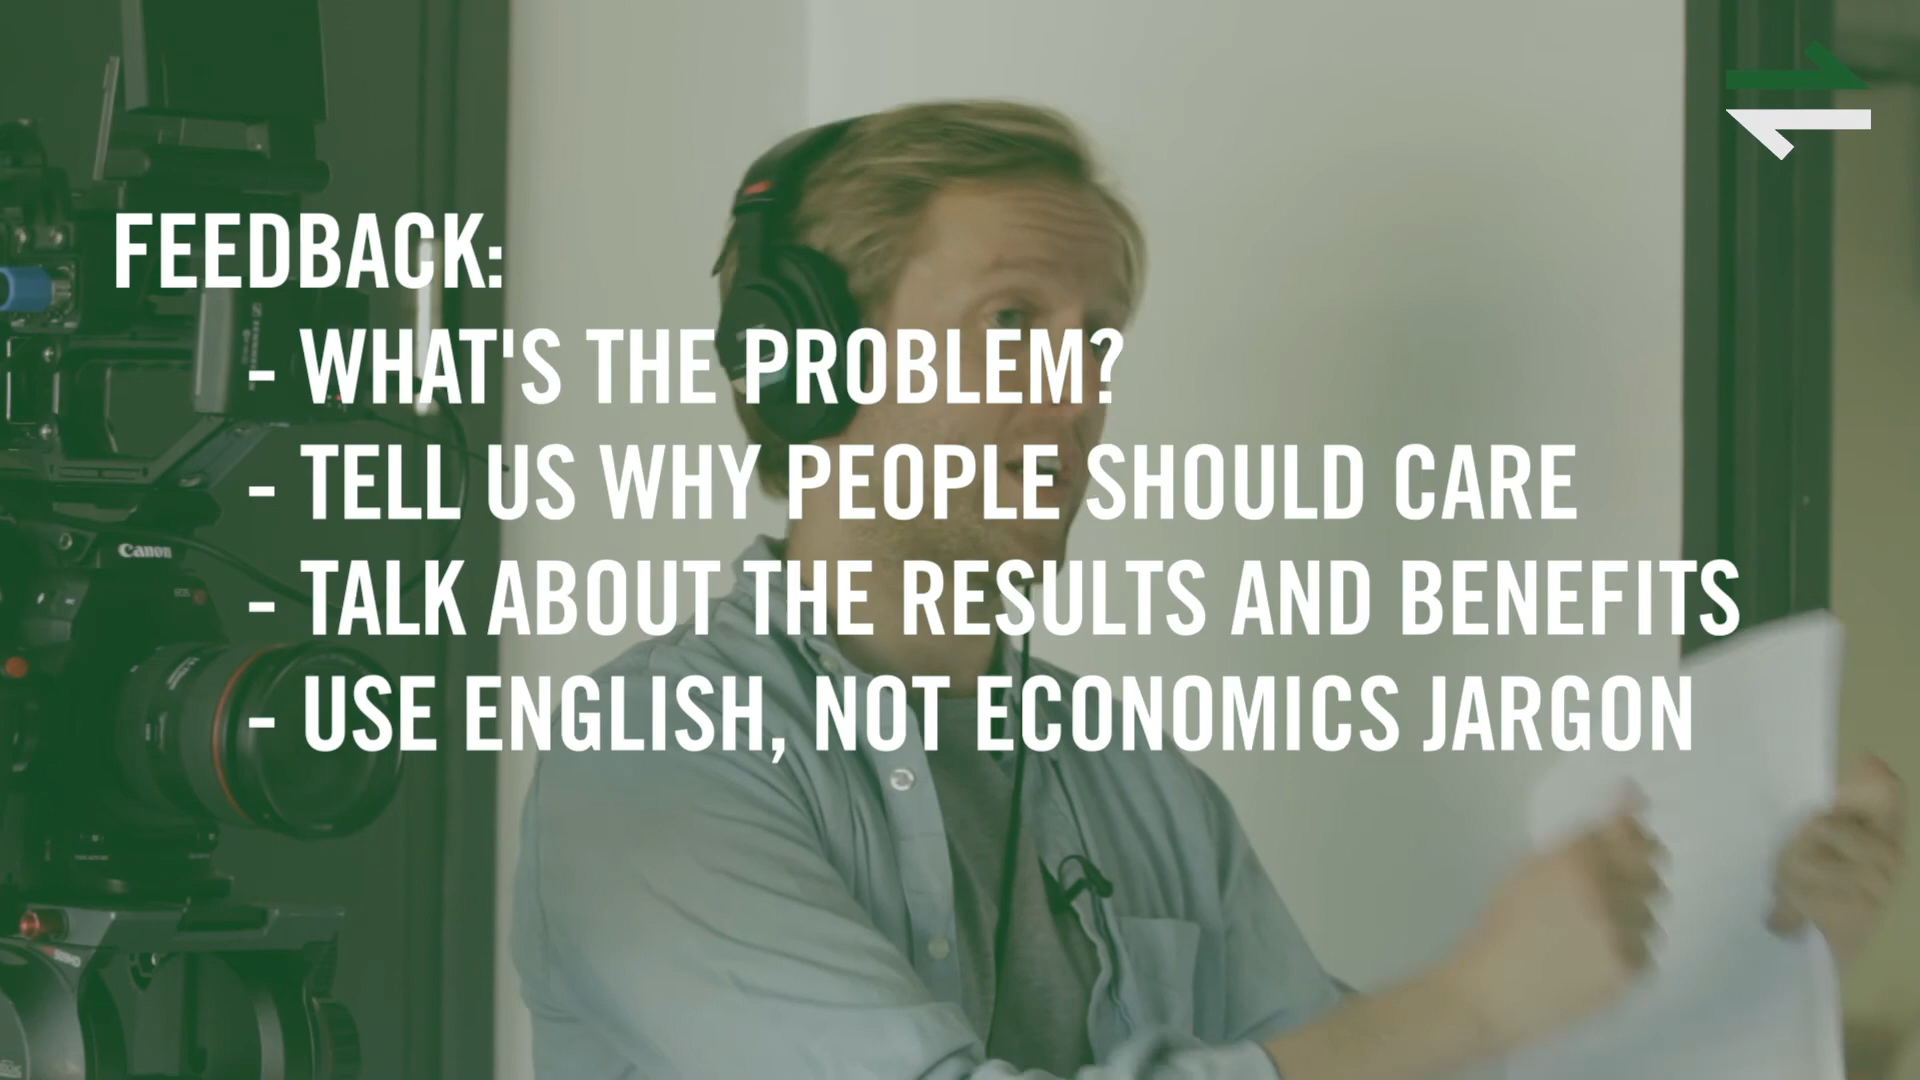 FEEDBACK:
- WHAT'S THE PROBLEM?
- TELL US WHY PEOPLE SHOULD CARE
- TALK ABOUT THE RESULTS AND BENEFITS
- USE ENGLISH, NOT ECONOMICS JARGON
Canon
EOS